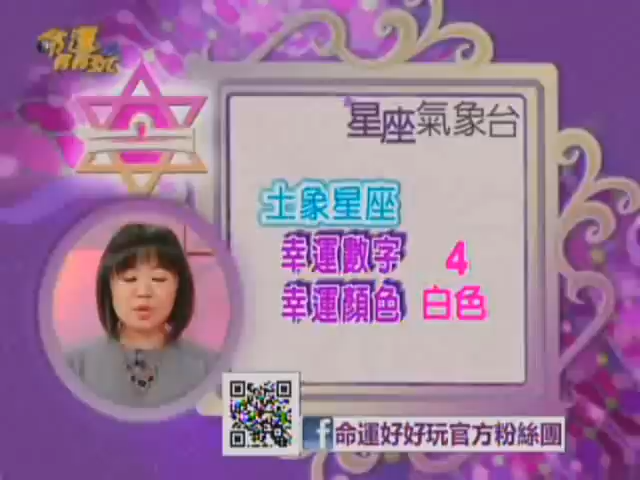 命運好好玩
星座氣象台
土象星座
幸運數字 4
幸運顏色 白色
f 命運好好玩官方粉絲團